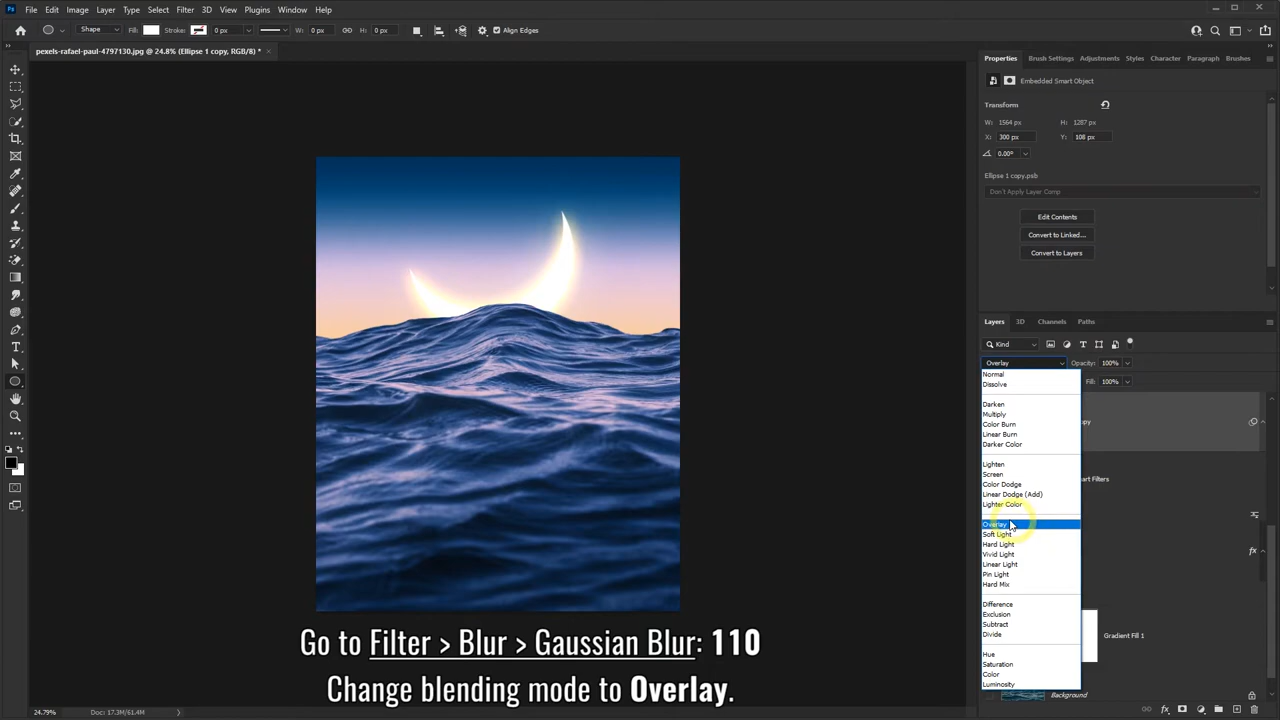 Ps File Edit Image Layer Type Select Filter 3D View Plugins Window Help
Shape Fill: Stroke: 0 px W: 0 px H: 0 px Align Edges
pexels-rafael-paul-4797130.jpg @ 24.8% (Ellipse 1 copy, RGB/8) *
Properties Brush Settings Adjustments Styles Character Paragraph Brushes
Embedded Smart Object
Transform
W: 1564 px H: 1287 px
X: 300 px Y: 108 px
0.00°
Ellipse 1 copy.psb
Don't Apply Layer Comp
Edit Contents
Convert to Linked...
Convert to Layers
Layers 3D Channels Paths
Kind
Overlay Opacity: 100%
Fill: 100%
Normal
Dissolve
Darken
Multiply
Color Burn
Linear Burn
Darker Color
Lighten
Screen
Color Dodge
Linear Dodge (Add)
Lighter Color
Overlay
Soft Light
Hard Light
Vivid Light
Linear Light
Pin Light
Hard Mix
Difference
Exclusion
Subtract
Divide
Hue
Saturation
Color
Luminosity
opy
mart Filters
fx
Gradient Fill 1
Background
Go to Filter > Blur > Gaussian Blur: 110
Change blending mode to Overlay.
24.79% Doc: 17.3M/61.4M
fx